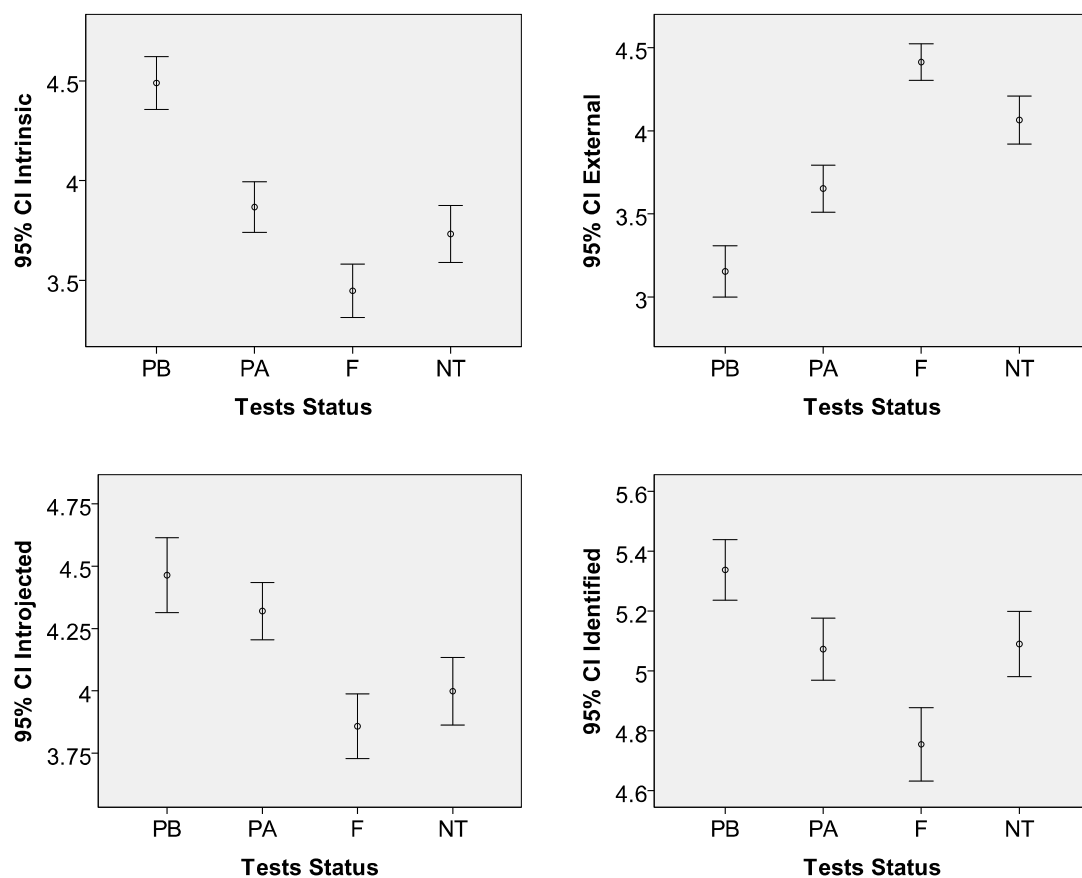 95% CI Intrinsic
4.5
4
3.5
PB PA F NT
Tests Status
95% CI External
4.5
4
3.5
3
PB PA F NT
Tests Status
95% CI Introjected
4.75
4.5
4.25
4
3.75
PB PA F NT
Tests Status
95% CI Identified
5.6
5.4
5.2
5
4.8
4.6
PB PA F NT
Tests Status